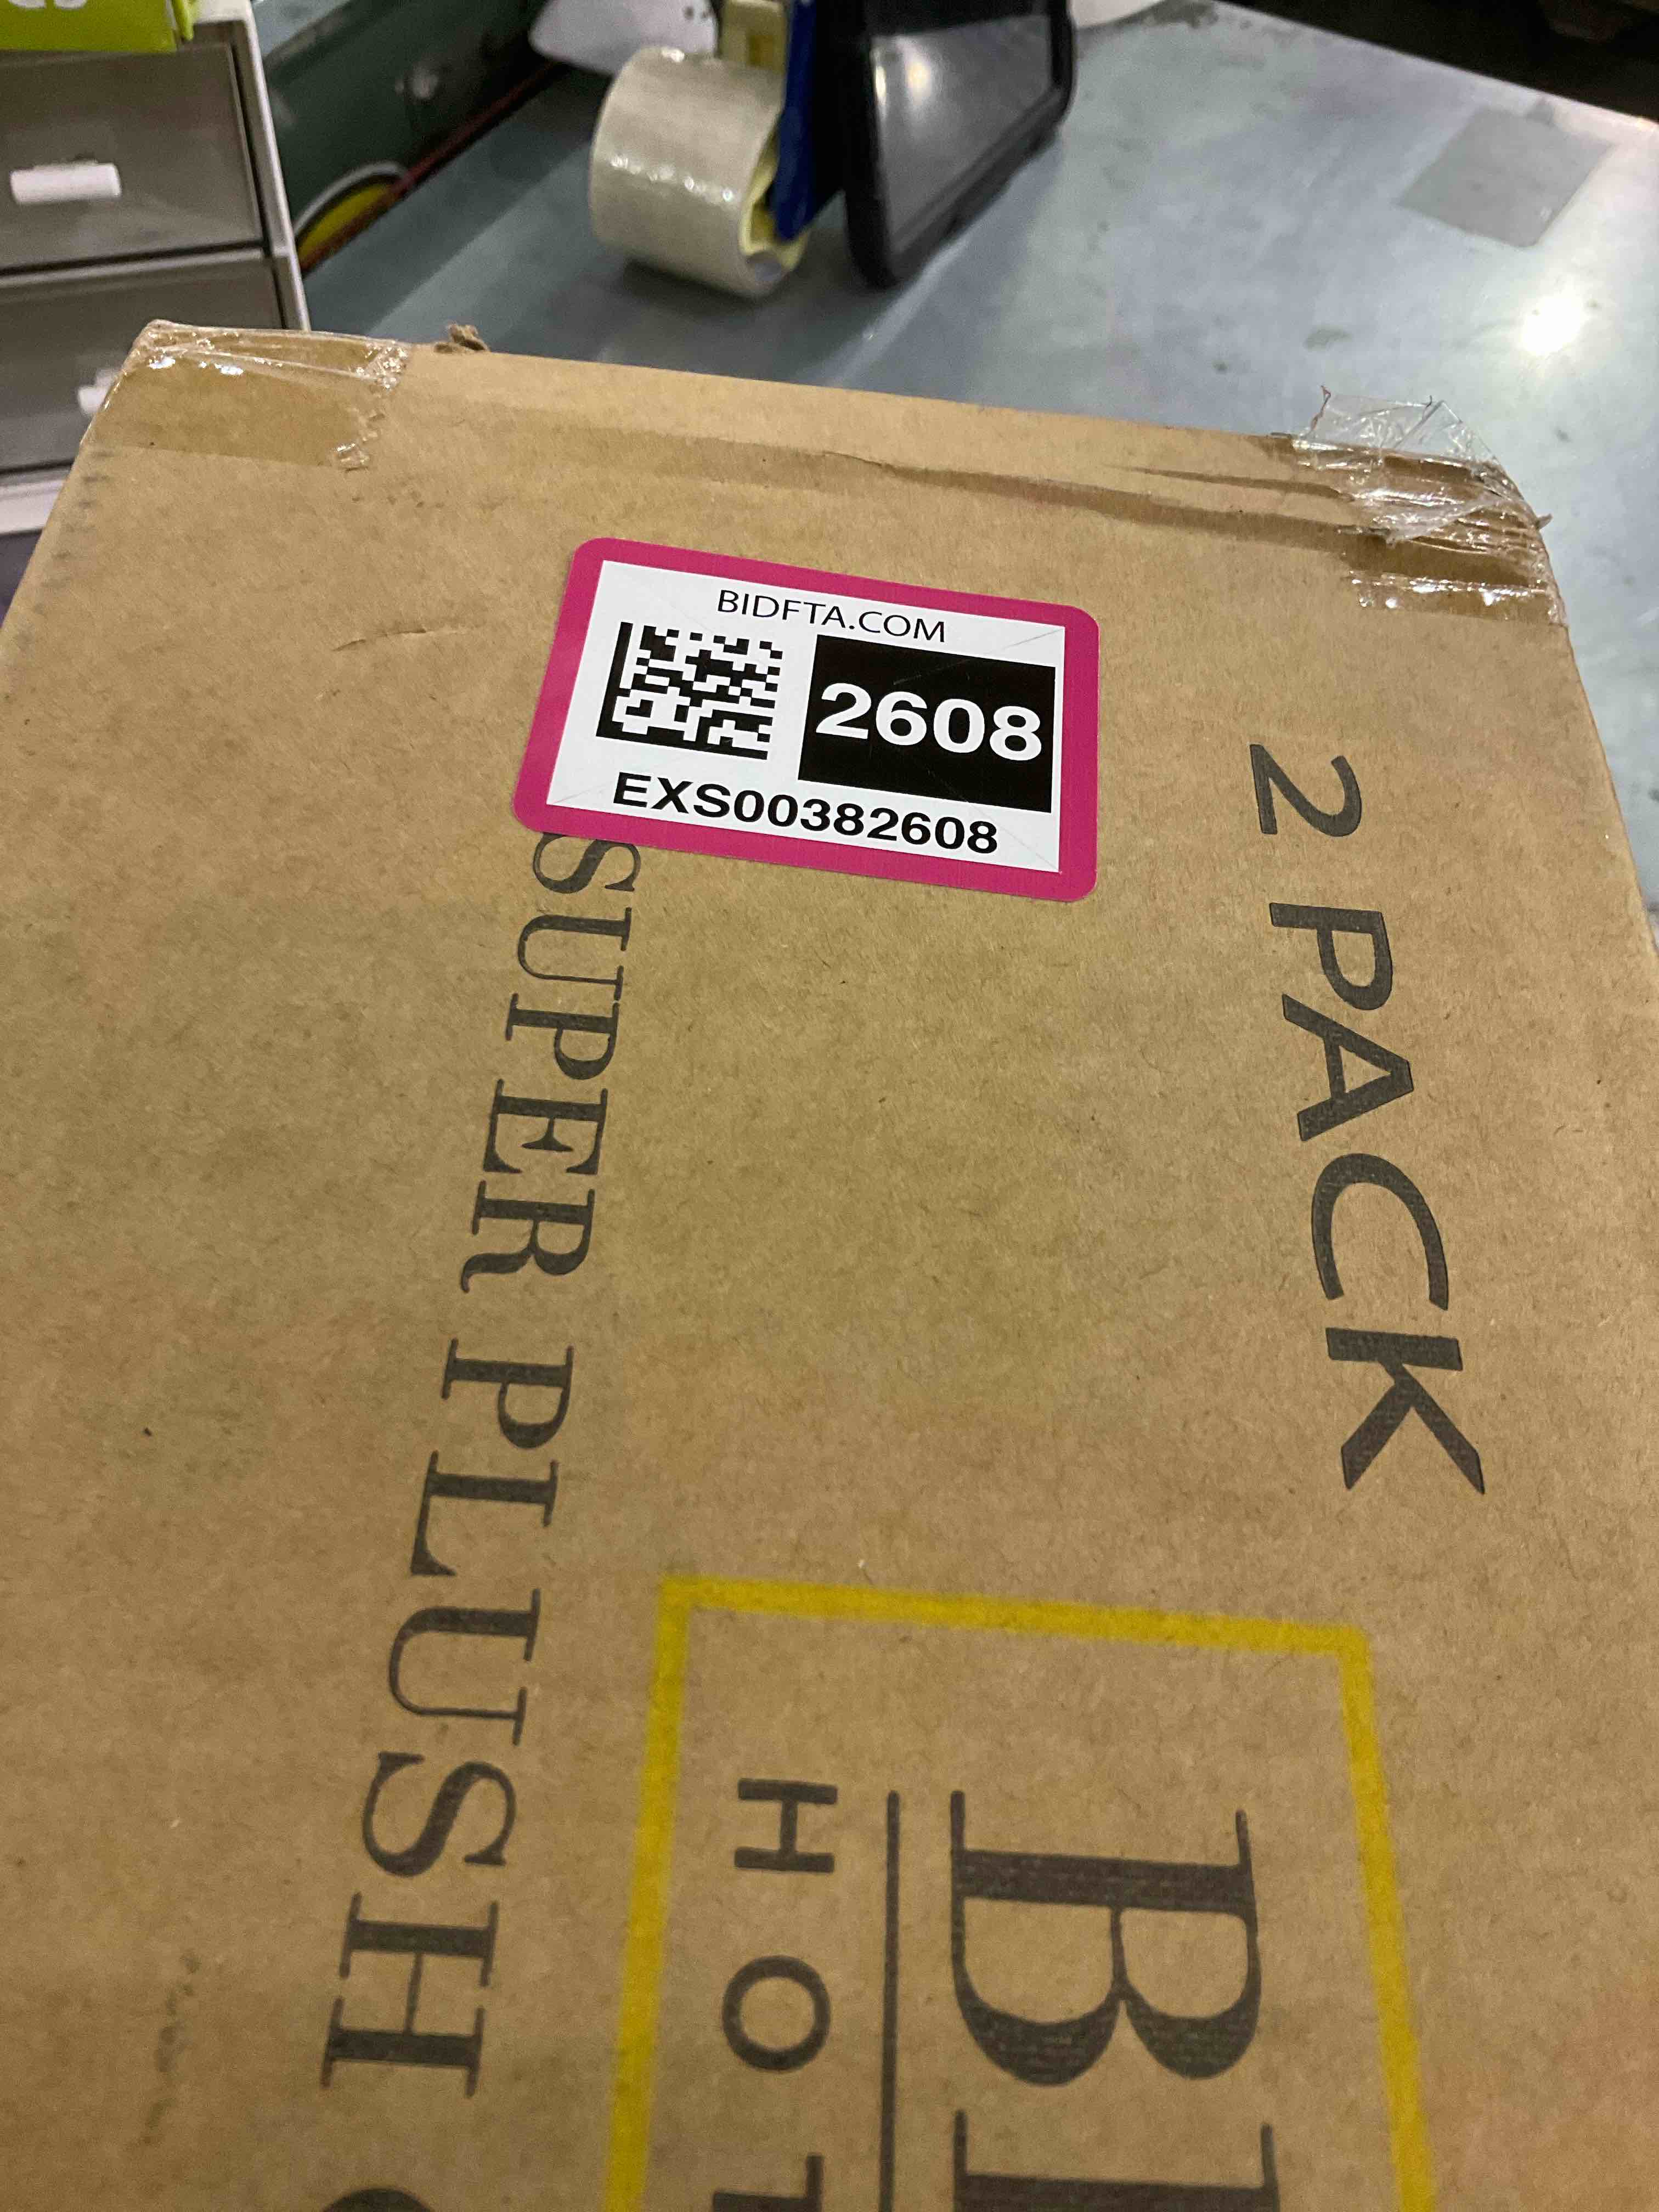 BIDFTA.COM
2608
EXS00382608
2 PACK
SUPER PLUSH